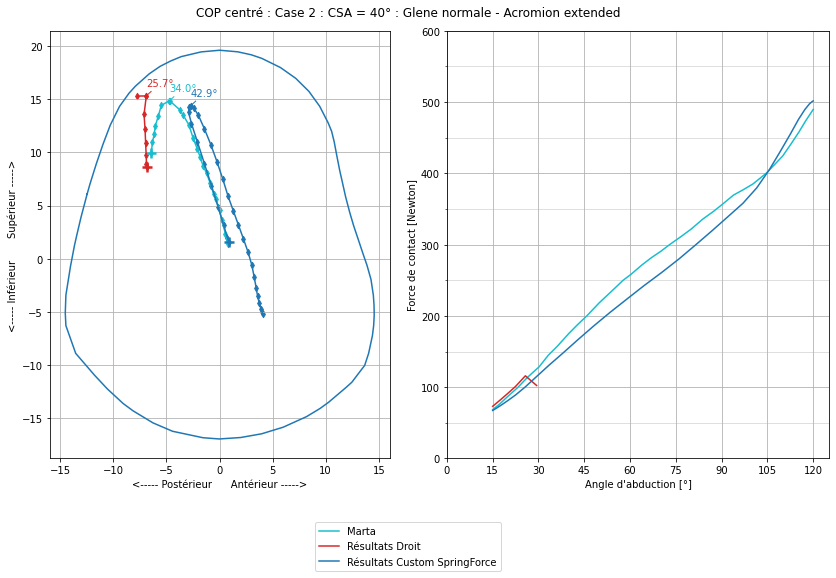 COP centré : Case 2 : CSA = 40° : Glene normale - Acromion extended
20
15
10
5
0
−5
−10
−15
<----- Inférieur      Supérieur ----->
25.7°
34.0°
42.9°
−15 −10 −5 0 5 10 15
<----- Postérieur      Antérieur ----->
600
500
400
300
200
100
0
Force de contact [Newton]
0 15 30 45 60 75 90 105 120
Angle d'abduction [°]
Marta
Résultats Droit
Résultats Custom SpringForce